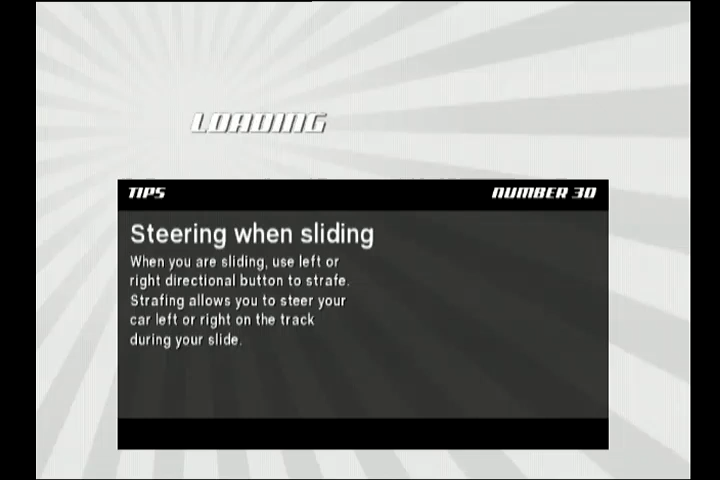 LOADING
TIPS NUMBER 30
Steering when sliding
When you are sliding, use left or
right directional button to strafe.
Strafing allows you to steer your
car left or right on the track
during your slide.